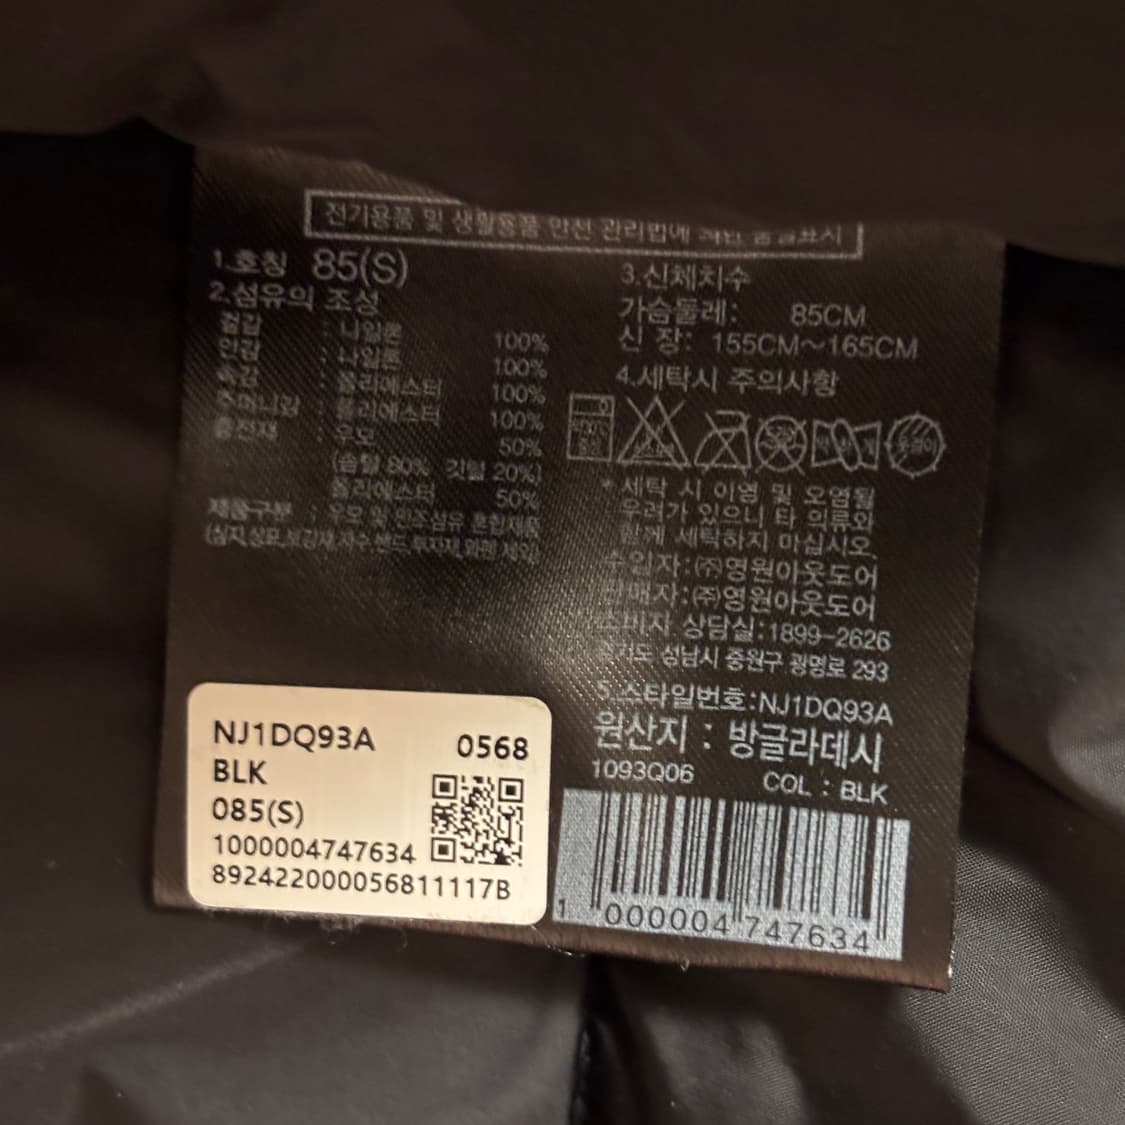 전기용품 및 생활용품 안전 관리법에 의한 품질표시
1.호칭 85(S)
2.섬유의 조성
겉감 : 나일론 100%
안감 : 나일론 100%
폴리에스터 100%
주머니감 : 폴리에스터 100%
충전재 : 우모 50%
(솜털 80% 깃털 20%)
폴리에스터 50%
제품구분 : 우모 및 인조섬유 혼합제품
3.신체치수
가슴둘레: 85CM
신 장: 155CM~165CM
4.세탁시 주의사항
* 세탁 시 이염 및 오염될
우려가 있으니 타 의류와
함께 세탁하지 마십시오
수입자:(주)영원아웃도어
판매자:(주)영원아웃도어
소비자 상담실:1899-2626
경기도 성남시 중원구 광명로 293
5.스타일번호:NJ1DQ93A
원산지 : 방글라데시
1093Q06 COL : BLK
1 000004 747634
NJ1DQ93A 0568
BLK
085(S)
1000004747634
892422000056811117B